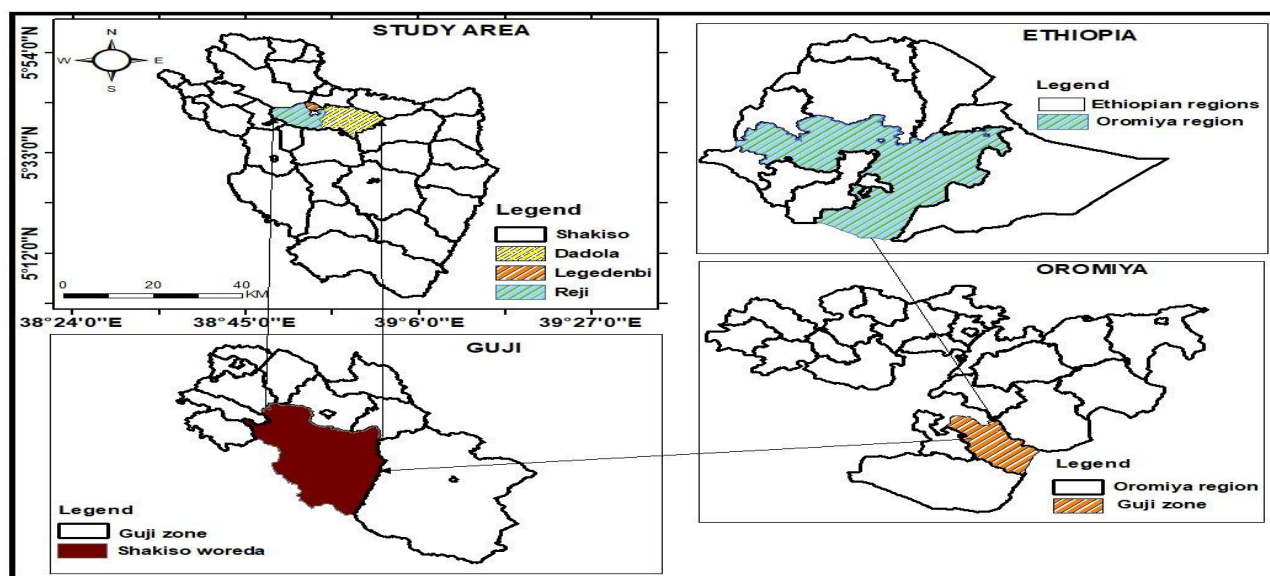 STUDY AREA
N
W E
S
5°54'0"N
5°33'0"N
5°12'0"N
Legend
Shakiso
Dadola
Legedenbi
Reji
0 20 40
KM
38°24'0"E 38°45'0"E 39°6'0"E 39°27'0"E
ETHIOPIA
Legend
Ethiopian regions
Oromiya region
GUJI
Legend
Guji zone
Shakiso woreda
OROMIYA
Legend
Oromiya region
Guji zone